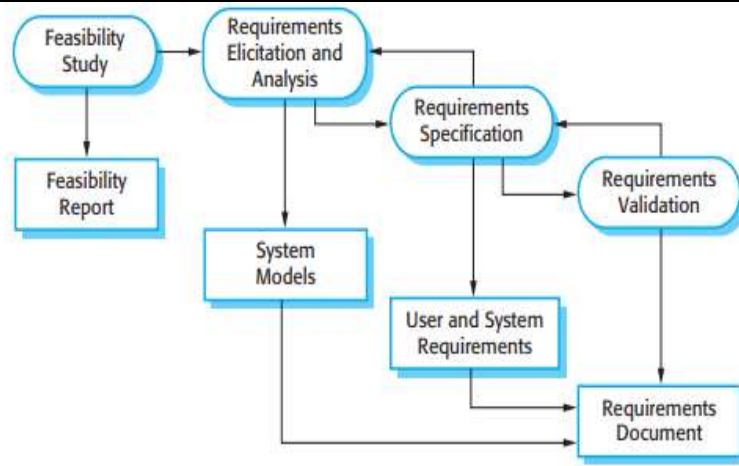 Feasibility
Study
Requirements
Elicitation and
Analysis
Requirements
Specification
Requirements
Validation
Feasibility
Report
System
Models
User and System
Requirements
Requirements
Document